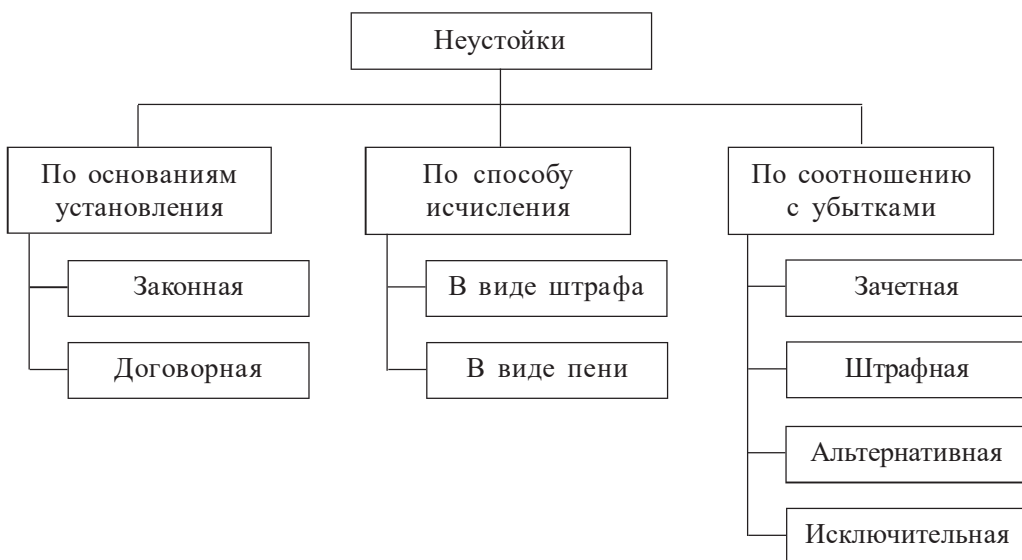 Неустойки
По основаниям
установления
Законная
Договорная
По способу
исчисления
В виде штрафа
В виде пени
По соотношению
с убытками
Зачетная
Штрафная
Альтернативная
Исключительная